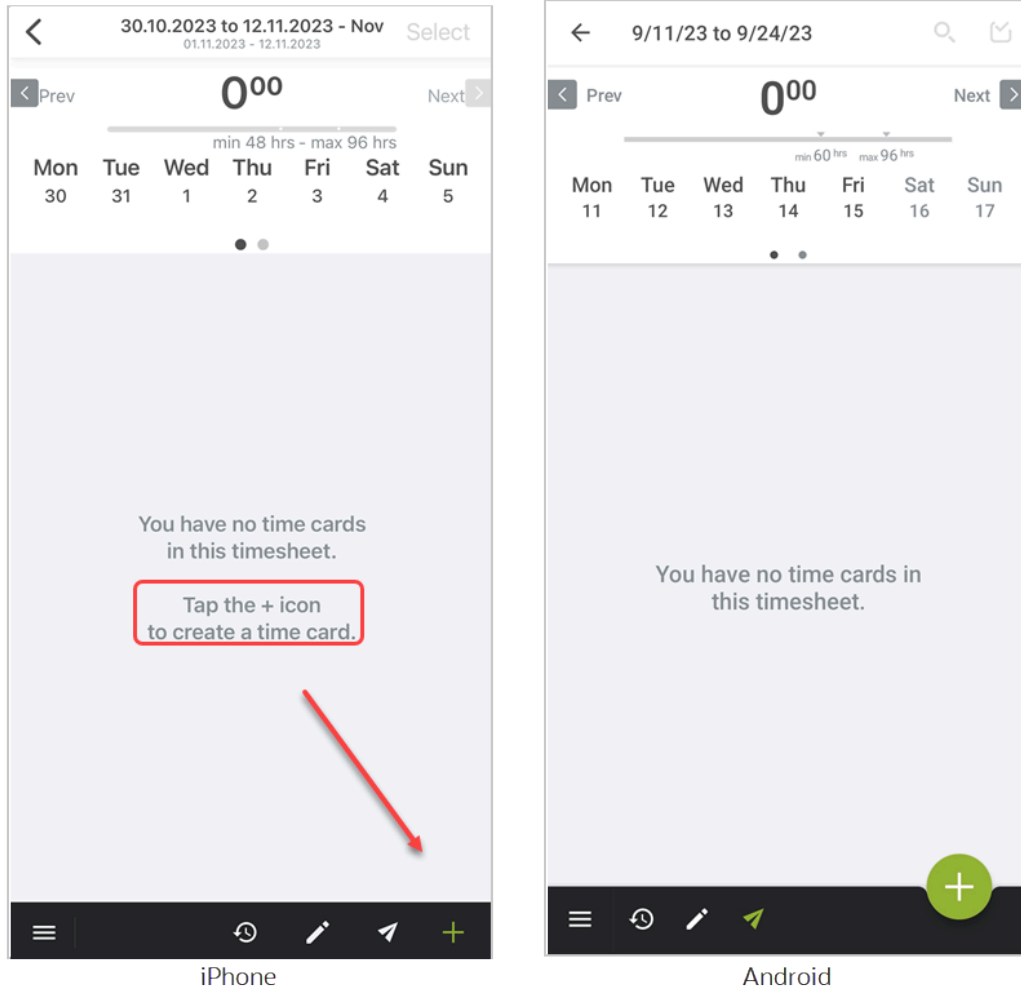 30.10.2023 to 12.11.2023 - Nov
Select
01.11.2023 - 12.11.2023
Prev
000
Next
min 48 hrs - max 96 hrs
Mon Tue Wed Thu Fri Sat Sun
30 31 1 2 3 4 5
You have no time cards
in this timesheet.
Tap the + icon
to create a time card.
iPhone
9/11/23 to 9/24/23
Prev
000
Next
min 60 hrs max 96 hrs
Mon Tue Wed Thu Fri Sat Sun
11 12 13 14 15 16 17
You have no time cards in
this timesheet.
Android